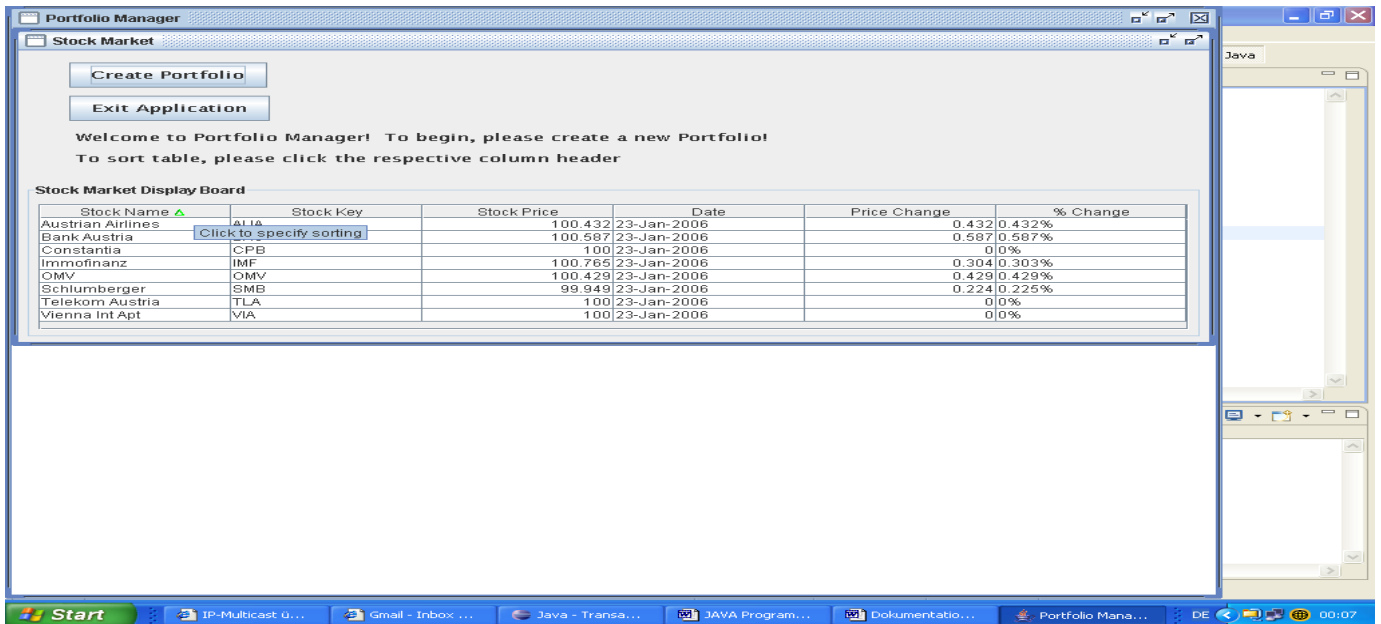 Portfolio Manager
Stock Market
Java
Create Portfolio
Exit Application
Welcome to Portfolio Manager! To begin, please create a new Portfolio!
To sort table, please click the respective column header
Stock Market Display Board
Stock Name Stock Key Stock Price Date Price Change % Change
Austrian Airlines AUA 100.432 23-Jan-2006 0.432 0.432%
Click to specify sorting
Bank Austria 100.587 23-Jan-2006 0.587 0.587%
Constantia CPB 100 23-Jan-2006 0 0%
Immofinanz IMF 100.765 23-Jan-2006 0.304 0.303%
OMV OMV 100.429 23-Jan-2006 0.429 0.429%
Schlumberger SMB 99.949 23-Jan-2006 0.224 0.225%
Telekom Austria TLA 100 23-Jan-2006 0 0%
Vienna Int Apt VIA 100 23-Jan-2006 0 0%
Start IP-Multicast ü... Gmail - Inbox ... Java - Transa... JAVA Program... Dokumentatio... Portfolio Mana... DE 00:07